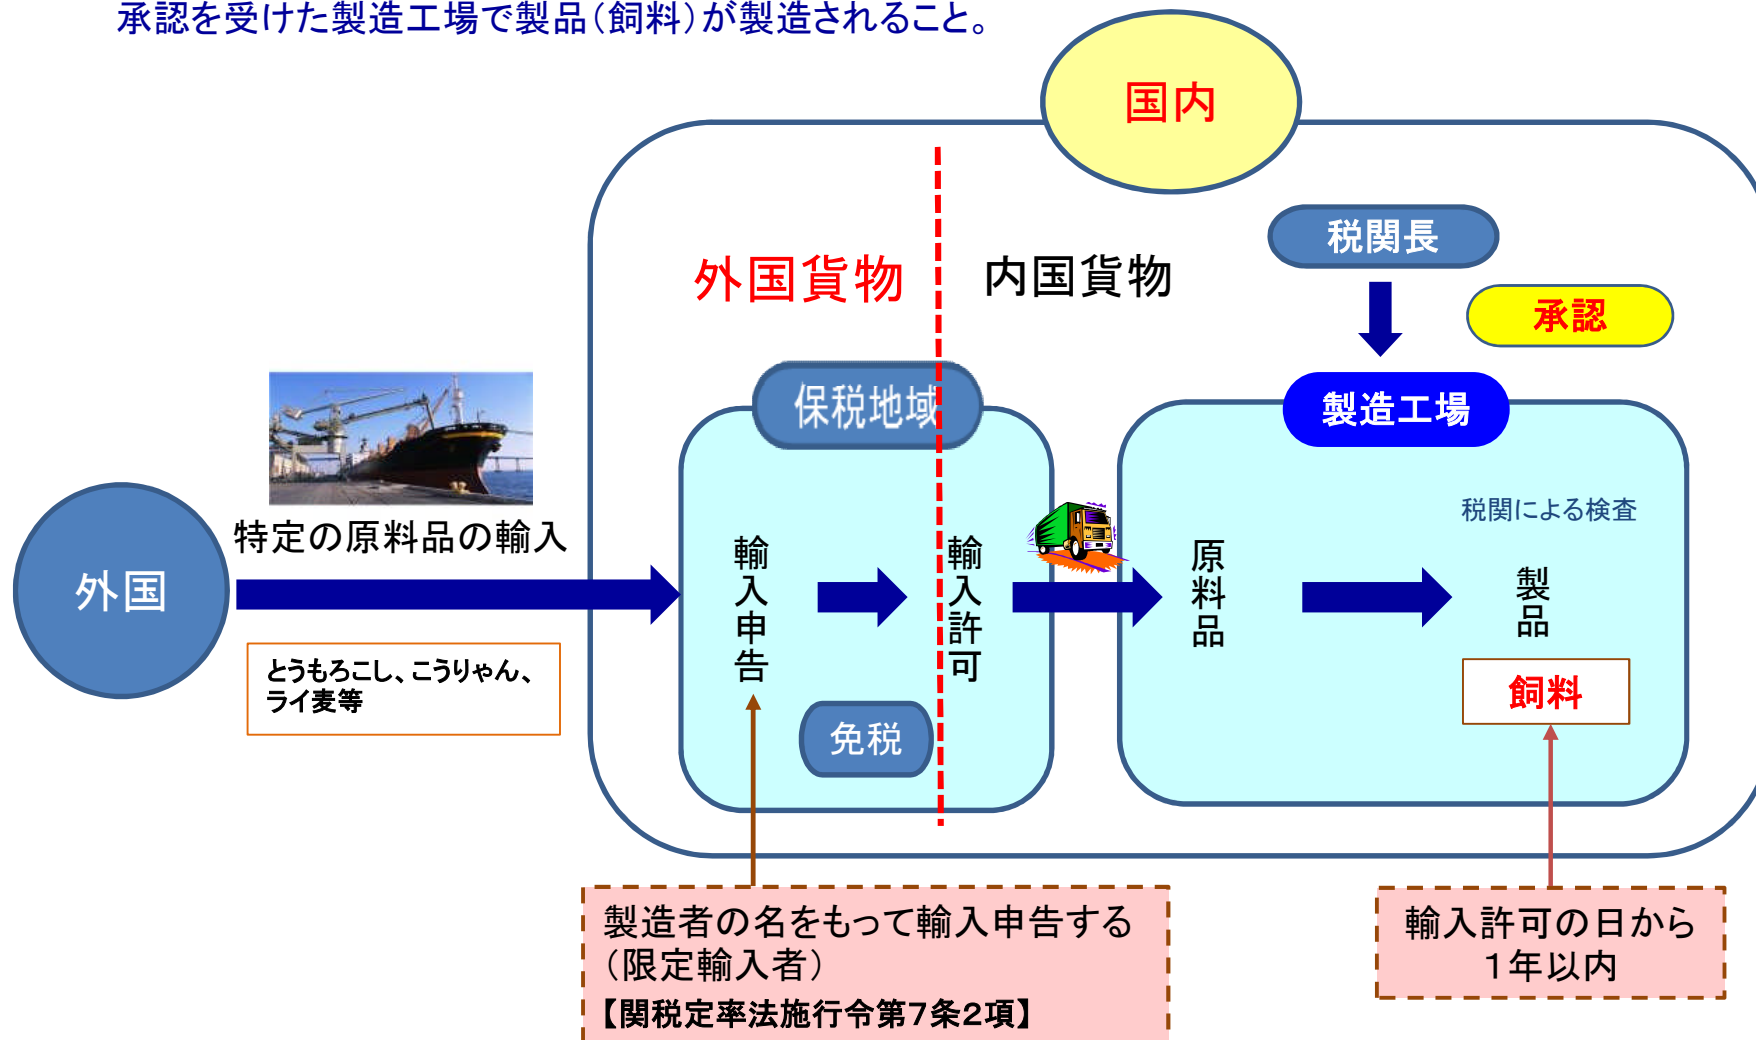 承認を受けた製造工場で製品（飼料）が製造されること。
国内
税関長
外国貨物
内国貨物
承認
保税地域
製造工場
税関による検査
特定の原料品の輸入
外国
輸入申告
輸入許可
原料品
製品
とうもろこし、こうりゃん、
ライ麦等
飼料
免税
製造者の名をもって輸入申告する
（限定輸入者）
【関税定率法施行令第７条２項】
輸入許可の日から
１年以内